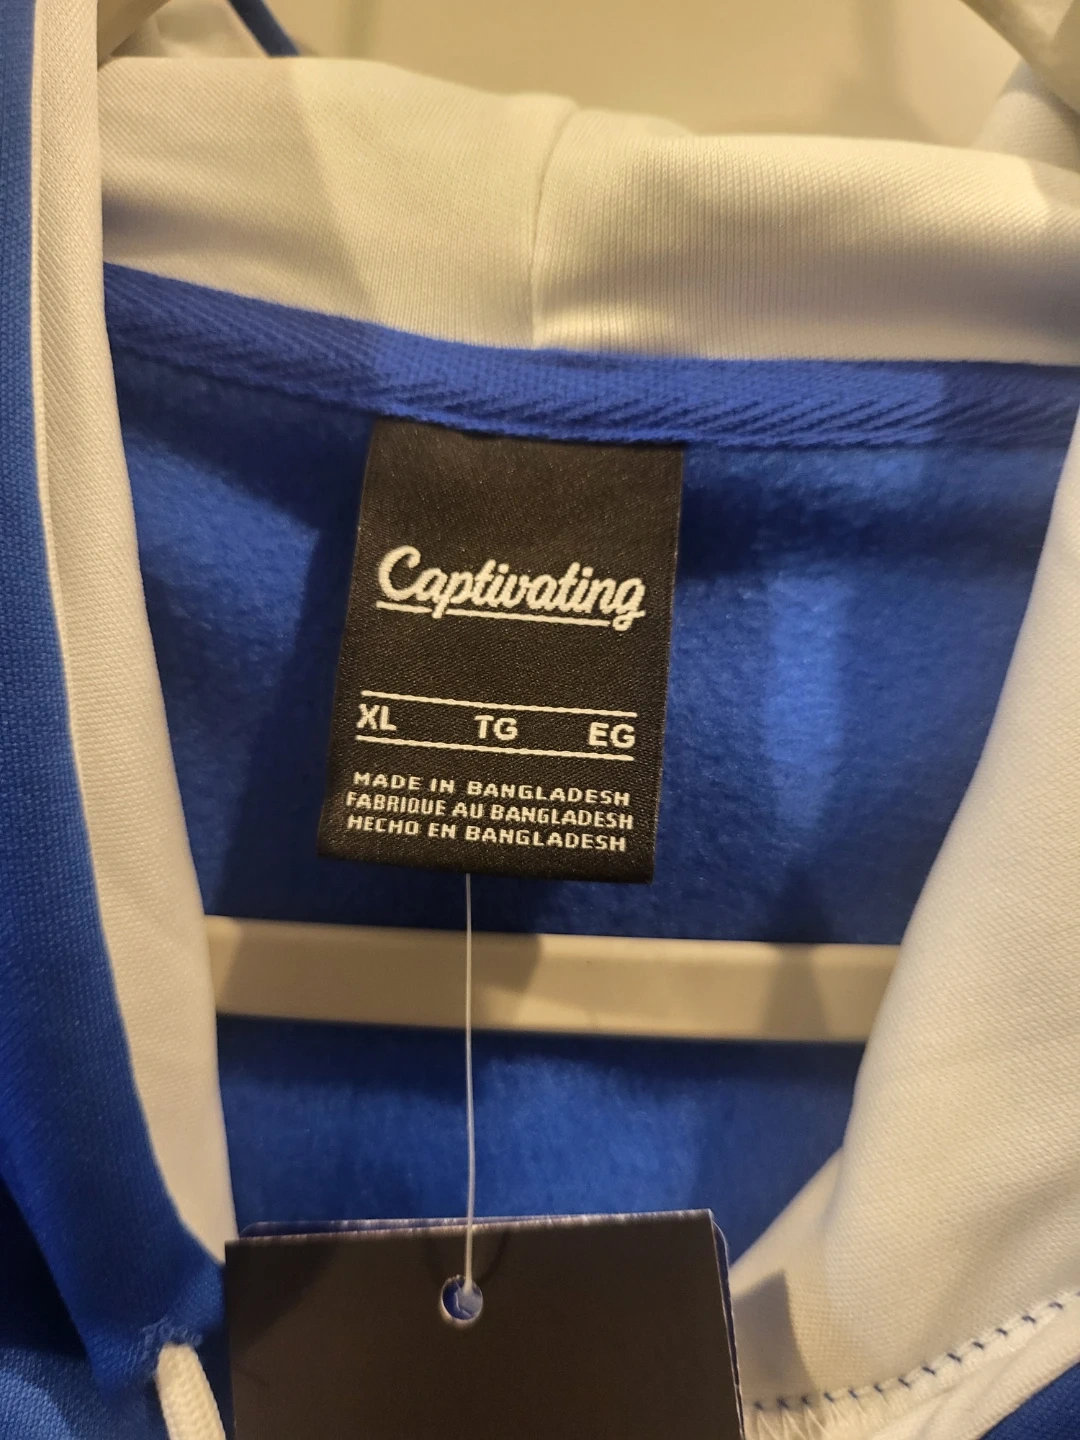 Captivating
XL TG EG
MADE IN BANGLADESH
FABRIQUE AU BANGLADESH
HECHO EN BANGLADESH